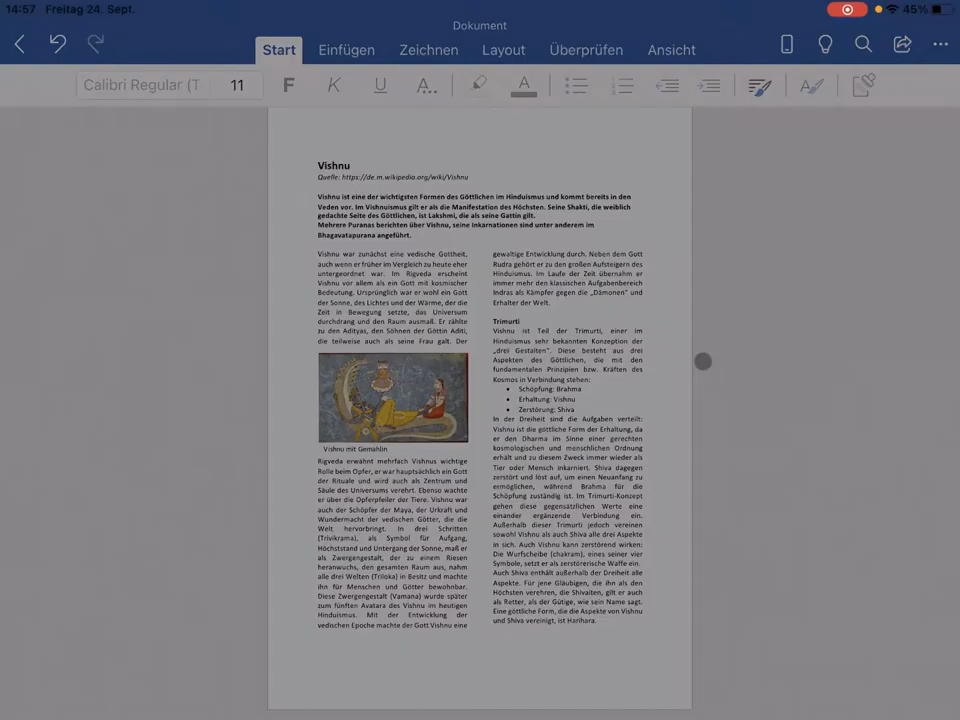 14:57 Freitag 24. Sept. 45%
Dokument
Start Einfügen Zeichnen Layout Überprüfen Ansicht
Calibri Regular (T 11 F K U A.. A
Vishnu
Quelle: https://de.m.wikipedia.org/wiki/Vishnu
Vishnu ist eine der wichtigsten Formen des Göttlichen im Hinduismus und kommt bereits in den
Veden vor. Im Vishnuismus gilt er als die Manifestation des Höchsten. Seine Shakti, die weiblich
gedachte Seite des Göttlichen, ist Lakshmi, die als seine Gattin gilt.
Mehrere Puranas berichten über Vishnu, seine Inkarnationen sind unter anderem im
Bhagavatapurana angeführt.
Vishnu war zunächst eine vedische Gottheit,
auch wenn er früher im Vergleich zu heute eher
untergeordnet war. Im Rigveda erscheint
Vishnu vor allem als ein Gott mit kosmischer
Bedeutung. Ursprünglich war er wohl ein Gott
der Sonne, des Lichtes und der Wärme, der die
Zeit in Bewegung setzte, das Universum
durchdrang und den Raum ausmaß. Er zählte
zu den Adityas, den Söhnen der Göttin Aditi,
die teilweise auch als seine Frau galt. Der
Vishnu mit Gemahlin
Rigveda erwähnt mehrfach Vishnus wichtige
Rolle beim Opfer, er war hauptsächlich ein Gott
der Rituale und wird auch als Zentrum und
Säule des Universums verehrt. Ebenso wachte
er über die Opferpfeiler der Tiere. Vishnu war
auch der Schöpfer der Maya, der Urkraft und
Wundermacht der vedischen Götter, die die
Welt hervorbringt. In drei Schritten
(Trivikrama), als Symbol für Aufgang,
Höchststand und Untergang der Sonne, maß er
als Zwergengestalt, der zu einem Riesen
heranwuchs, den gesamten Raum aus, nahm
alle drei Welten (Triloka) in Besitz und machte
ihn für Menschen und Götter bewohnbar.
Diese Zwergengestalt (Vamana) wurde später
zum fünften Avatara des Vishnu im heutigen
Hinduismus. Mit der Entwicklung der
vedischen Epoche machte der Gott Vishnu eine
gewaltige Entwicklung durch. Neben dem Gott
Rudra gehört er zu den großen Aufsteigern des
Hinduismus. Im Laufe der Zeit übernahm er
immer mehr den klassischen Aufgabenbereich
Indras als Kämpfer gegen die „Dämonen" und
Erhalter der Welt.
Trimurti
Vishnu ist Teil der Trimurti, einer im
Hinduismus sehr bekannten Konzeption der
„drei Gestalten". Diese besteht aus drei
Aspekten des Göttlichen, die mit den
fundamentalen Prinzipien bzw. Kräften des
Kosmos in Verbindung stehen:
• Schöpfung: Brahma
• Erhaltung: Vishnu
• Zerstörung: Shiva
In der Dreiheit sind die Aufgaben verteilt:
Vishnu ist die göttliche Form der Erhaltung, da
er den Dharma im Sinne einer gerechten
kosmologischen und menschlichen Ordnung
erhält und zu diesem Zweck immer wieder als
Tier oder Mensch inkarniert. Shiva dagegen
zerstört und löst auf, um einen Neuanfang zu
ermöglichen, während Brahma für die
Schöpfung zuständig ist. Im Trimurti-Konzept
gehen diese gegensätzlichen Werte eine
einander ergänzende Verbindung ein.
Außerhalb dieser Trimurti jedoch vereinen
sowohl Vishnu als auch Shiva alle drei Aspekte
in sich. Auch Vishnu kann zerstörend wirken:
Die Wurfscheibe (chakram), eines seiner vier
Symbole, setzt er als zerstörerische Waffe ein.
Auch Shiva enthält außerhalb der Dreiheit alle
Aspekte. Für jene Gläubigen, die ihn als den
Höchsten verehren, die Shivaiten, gilt er auch
als Retter, als der Gütige, wie sein Name sagt.
Eine göttliche Form, die die Aspekte von Vishnu
und Shiva vereinigt, ist Harihara.